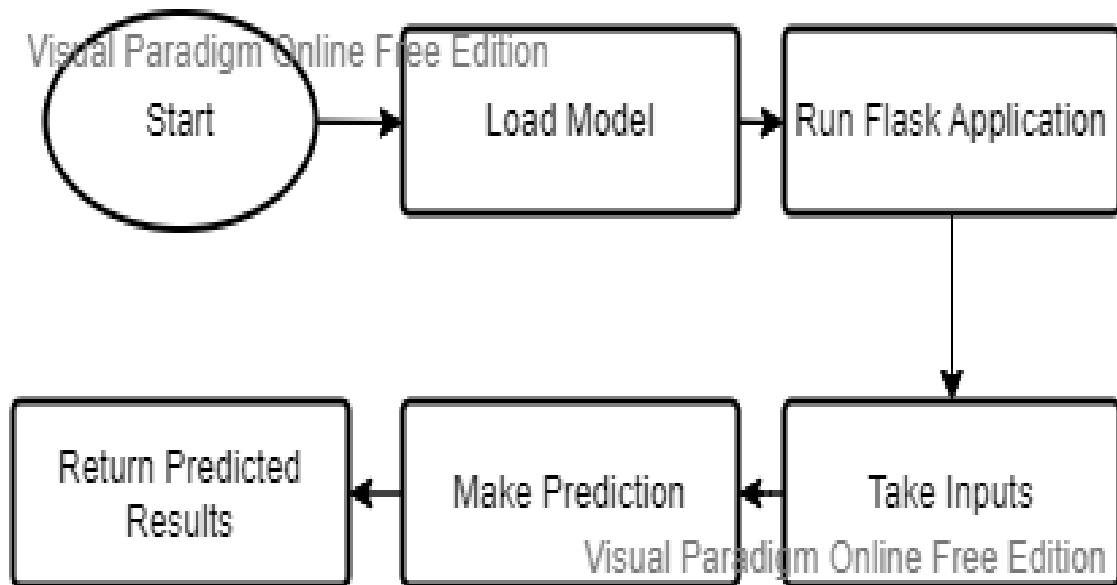 Visual Paradigm Online Free Edition
Start
Load Model
Run Flask Application
Return Predicted
Results
Make Prediction
Take Inputs
Visual Paradigm Online Free Edition